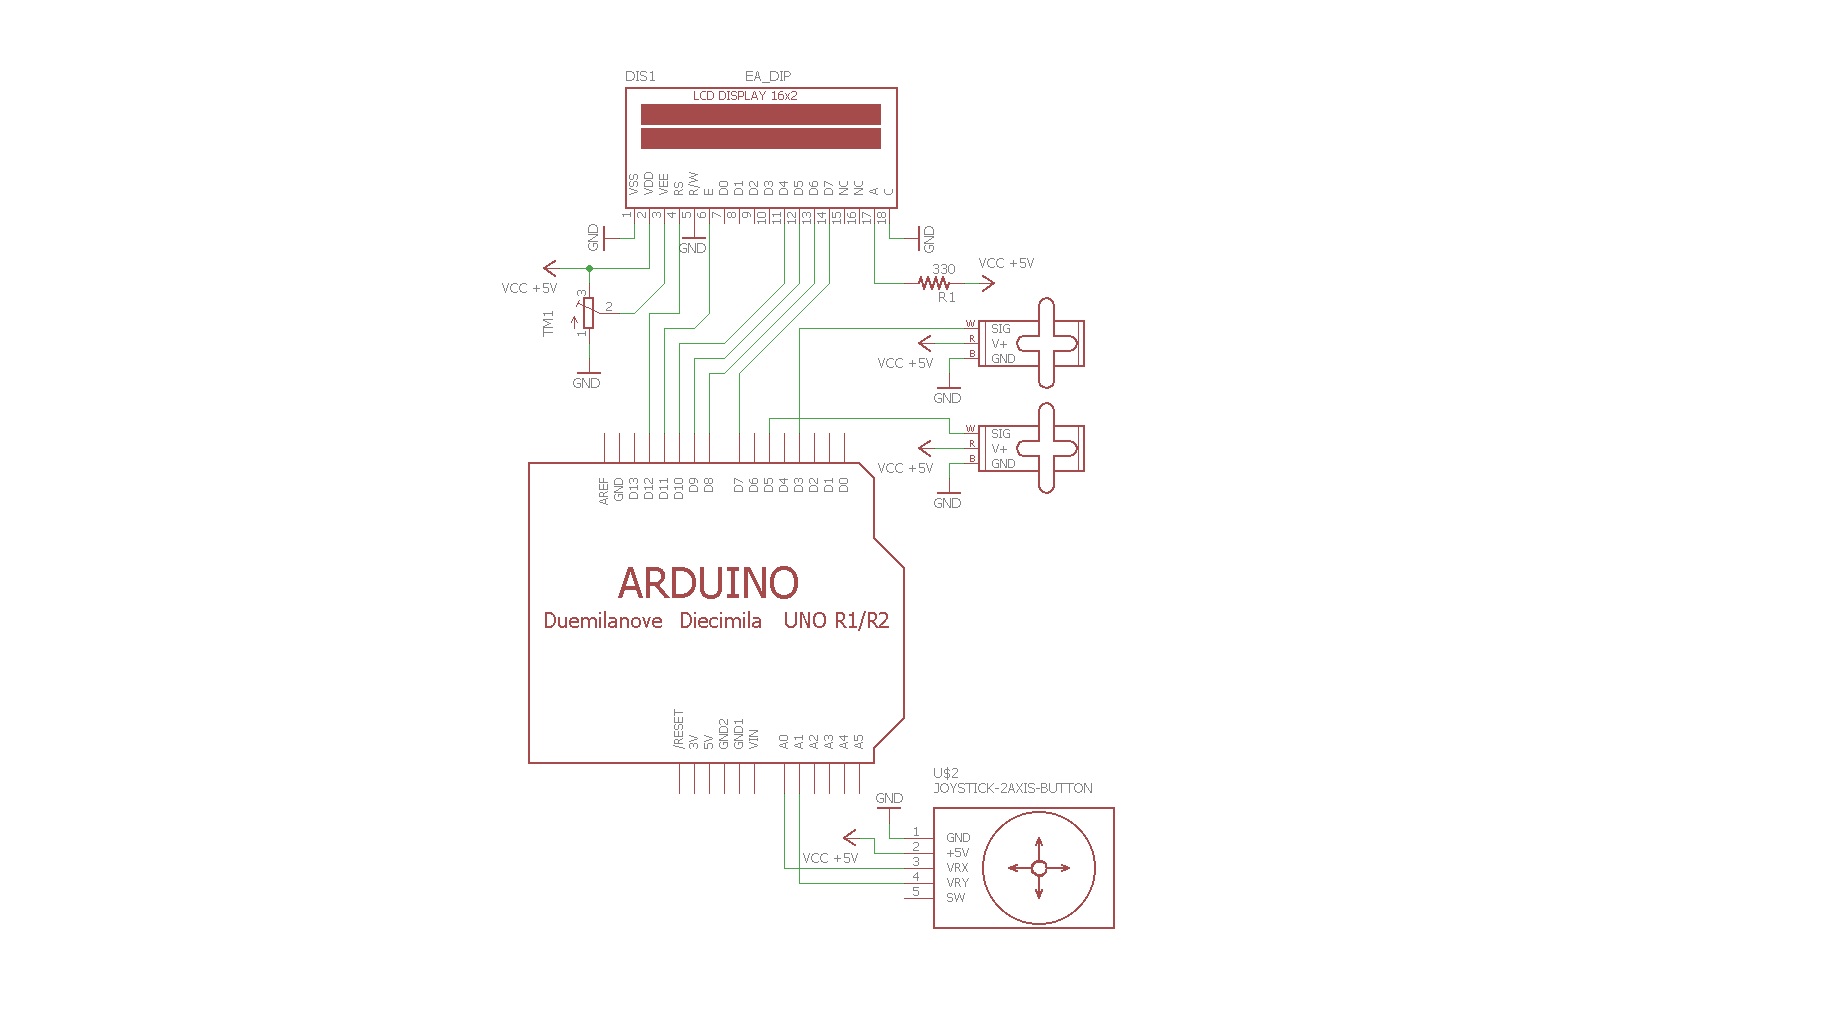 DIS1 EA_DIP
LCD DISPLAY 16x2
VSS VDD VEE RS R/W E D0 D1 D2 D3 D4 D5 D6 D7 NC NC A C
1 2 3 4 5 6 7 8 9 10 11 12 13 14 15 16 17 18
GND GND GND
VCC +5V
TM1
3
2
1
GND
330
R1
VCC +5V
W SIG
R V+
B GND
VCC +5V
GND
W SIG
R V+
B GND
VCC +5V
GND
AREF GND D13 D12 D11 D10 D9 D8 D7 D6 D5 D4 D3 D2 D1 D0
ARDUINO
Duemilanove Diecimila UNO R1/R2
/RESET 3V 5V GND2 GND1 VIN A0 A1 A2 A3 A4 A5
U$2
JOYSTICK-2AXIS-BUTTON
GND
VCC +5V
1 GND
2 +5V
3 VRX
4 VRY
5 SW